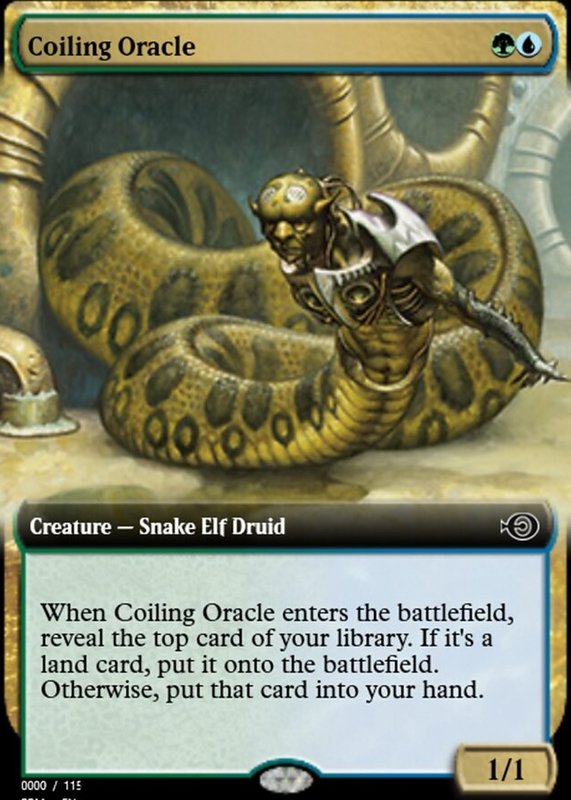 Coiling Oracle
Creature — Snake Elf Druid
When Coiling Oracle enters the battlefield,
reveal the top card of your library. If it's a
land card, put it onto the battlefield.
Otherwise, put that card into your hand.
1/1
0000 / 115